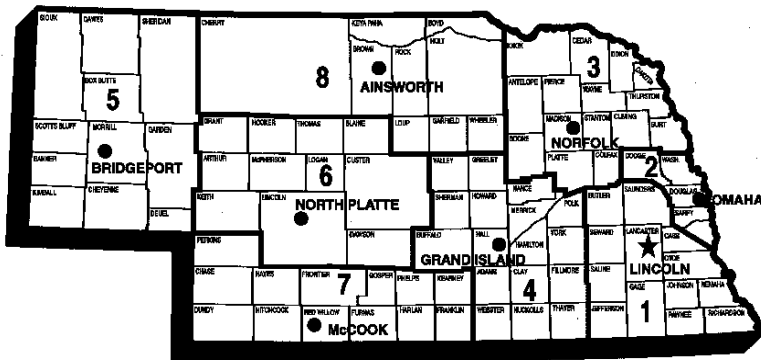 SIOUX
DAWES
SHERIDAN
CHERRY
KEYA PAHA
BOYD
BROWN
ROCK
HOLT
KNOX
CEDAR
DIXON
DAKOTA
8
AINSWORTH
3
ANTELOPE
PIERCE
WAYNE
THURSTON
BOX BUTTE
5
GRANT
HOOKER
THOMAS
BLAINE
LOUP
GARFIELD
WHEELER
MADISON
STANTON
CUMING
BURT
NORFOLK
SCOTTS BLUFF
MORRILL
GARDEN
BOONE
PLATTE
COLFAX
DODGE
WASH.
2
BANNER
BRIDGEPORT
ARTHUR
McPHERSON
LOGAN
CUSTER
VALLEY
GREELEY
6
KIMBALL
CHEYENNE
DEUEL
KEITH
LINCOLN
NORTH PLATTE
SHERMAN
HOWARD
NANCE
MERRICK
POLK
BUTLER
SAUNDERS
DOUGLAS
OMAHA
SARPY
DAWSON
BUFFALO
HALL
GRAND ISLAND
HAMILTON
YORK
SEWARD
LANCASTER
CASS
OTOE
LINCOLN
PERKINS
CHASE
HAYES
FRONTIER
GOSPER
PHELPS
KEARNEY
ADAMS
CLAY
FILLMORE
SALINE
GAGE
JOHNSON
NEMAHA
7
4
1
DUNDY
HITCHCOCK
RED WILLOW
FURNAS
HARLAN
FRANKLIN
WEBSTER
NUCKOLLS
THAYER
JEFFERSON
PAWNEE
RICHARDSON
McCOOK